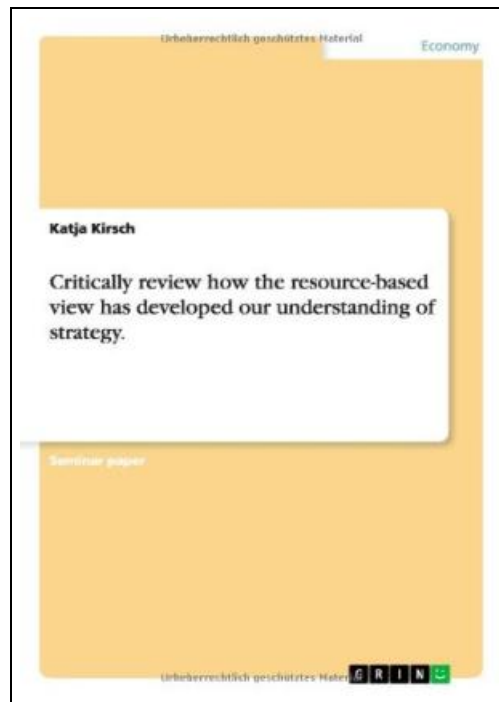 Urheberrechtlich geschütztes Material
Economy
Katja Kirsch
Critically review how the resource-based
view has developed our understanding of
strategy.
Seminar paper
Urheberrechtlich geschütztes Mater
GRIN